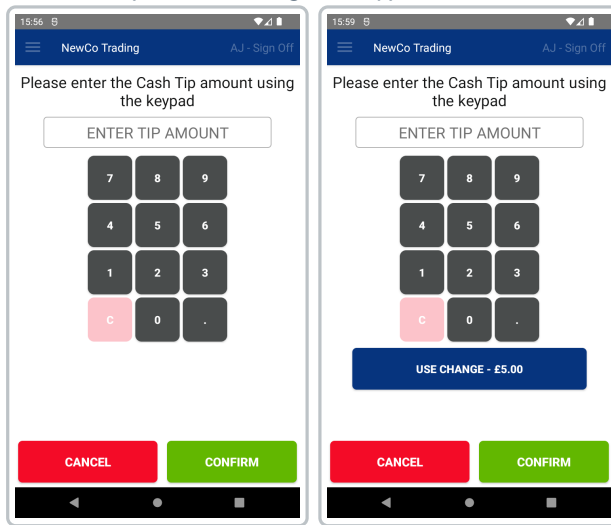 15:56
NewCo Trading AJ - Sign Off
Please enter the Cash Tip amount using
the keypad
ENTER TIP AMOUNT
7 8 9
4 5 6
1 2 3
C 0 .
CANCEL CONFIRM
15:59
NewCo Trading AJ - Sign Off
Please enter the Cash Tip amount using
the keypad
ENTER TIP AMOUNT
7 8 9
4 5 6
1 2 3
C 0 .
USE CHANGE - £5.00
CANCEL CONFIRM